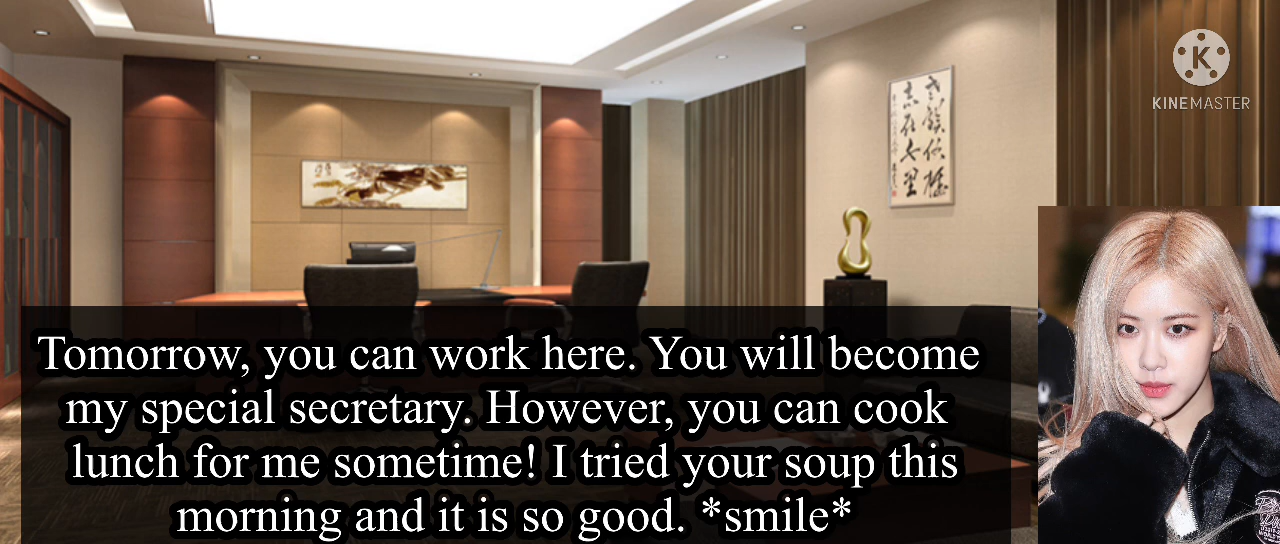 KINEMASTER
Tomorrow, you can work here. You will become
my special secretary. However, you can cook
lunch for me sometime! I tried your soup this
morning and it is so good. *smile*